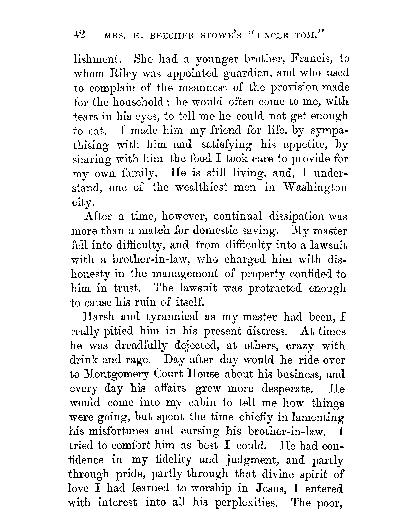 42 MRS. H. BEECHER STOWE'S "UNCLE TOM."
lishment. She had a younger brother, Francis, to
whom Riley was appointed guardian, and who used
to complain of the meanness of the provision made
for the household; he would often come to me, with
tears in his eyes, to tell me he could not get enough
to eat. I made him my friend for life, by sympa-
thising with him and satisfying his appetite, by
sharing with him the food I took care to provide for
my own family. He is still living, and, I under-
stand, one of the wealthiest men in Washington
city.
After a time, however, continual dissipation was
more than a match for domestic saving. My master
fell into difficulty, and from difficulty into a lawsuit
with a brother-in-law, who charged him with dis-
honesty in the management of property confided to
him in trust. The lawsuit was protracted enough
to cause his ruin of itself.
Harsh and tyrannical as my master had been, I
really pitied him in his present distress. At times
he was dreadfully dejected, at others, crazy with
drink and rage. Day after day would he ride over
to Montgomery Court House about his business, and
every day his affairs grew more desperate. He
would come into my cabin to tell me how things
were going, but spent the time chiefly in lamenting
his misfortunes and cursing his brother-in-law. I
tried to comfort him as best I could. He had con-
fidence in my fidelity and judgment, and partly
through pride, partly through that divine spirit of
love I had learned to worship in Jesus, I entered
with interest into all his perplexities. The poor,